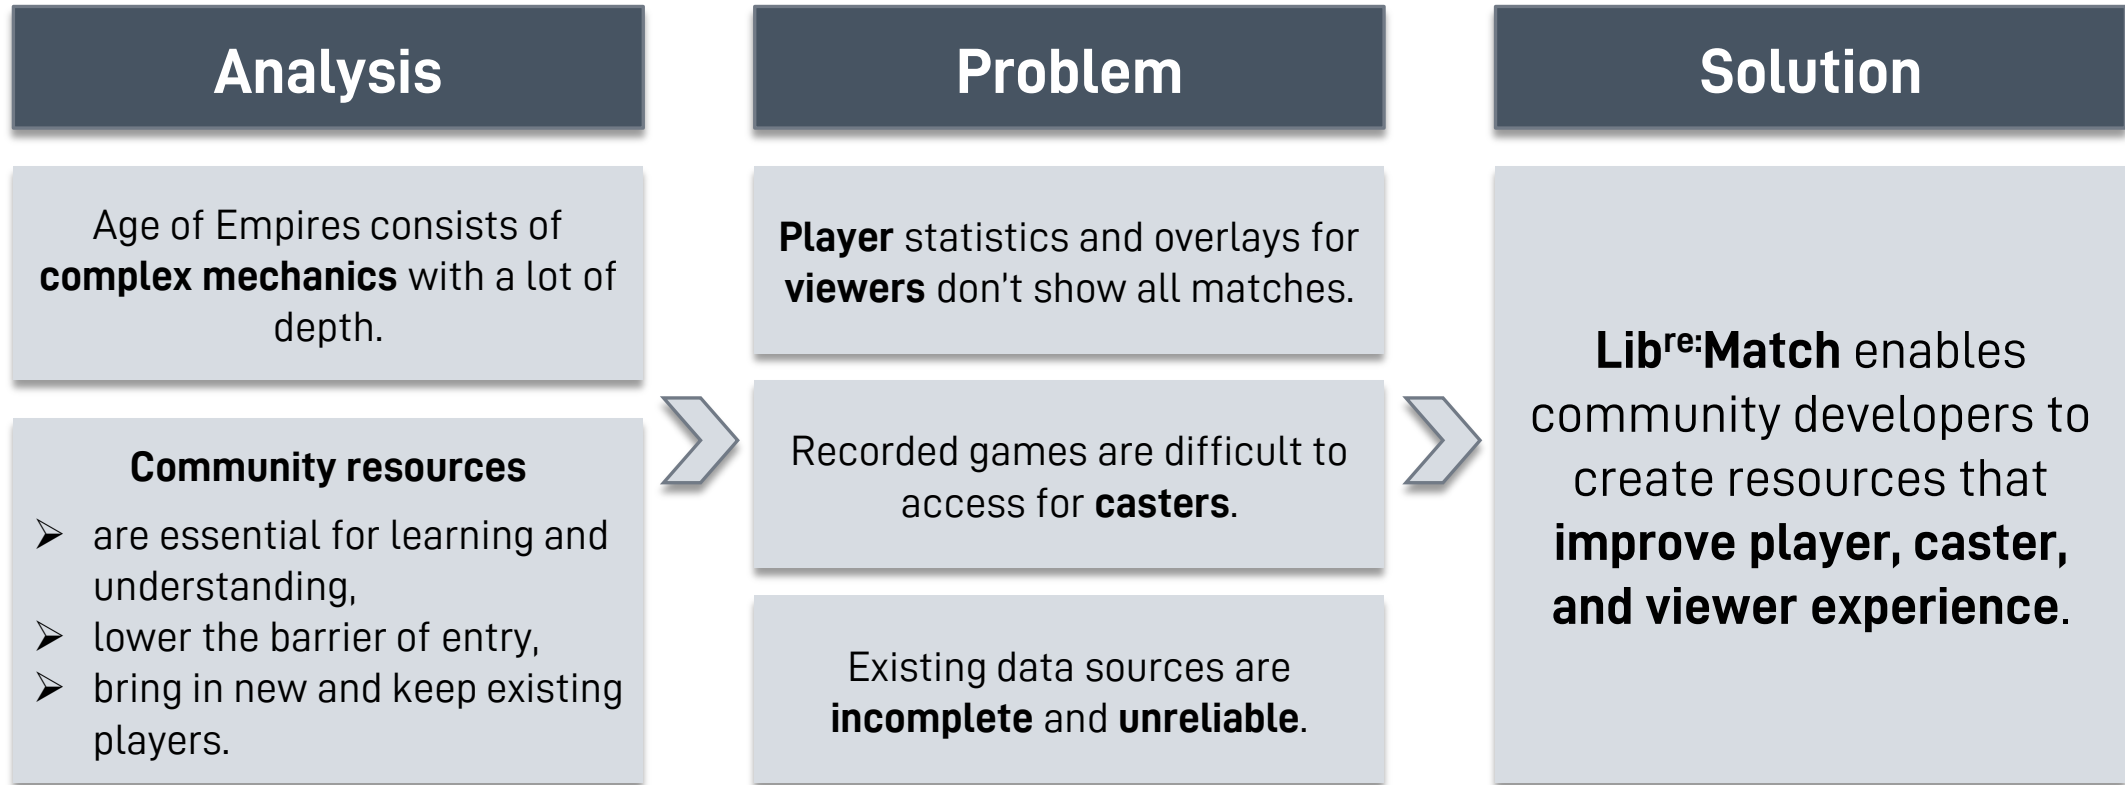 Analysis
Age of Empires consists of
complex mechanics with a lot of
depth.
Community resources
➢ are essential for learning and
understanding,
➢ lower the barrier of entry,
➢ bring in new and keep existing
players.
Problem
Player statistics and overlays for
viewers don't show all matches.
Recorded games are difficult to
access for casters.
Existing data sources are
incomplete and unreliable.
Solution
Libre:Match enables
community developers to
create resources that
improve player, caster,
and viewer experience.